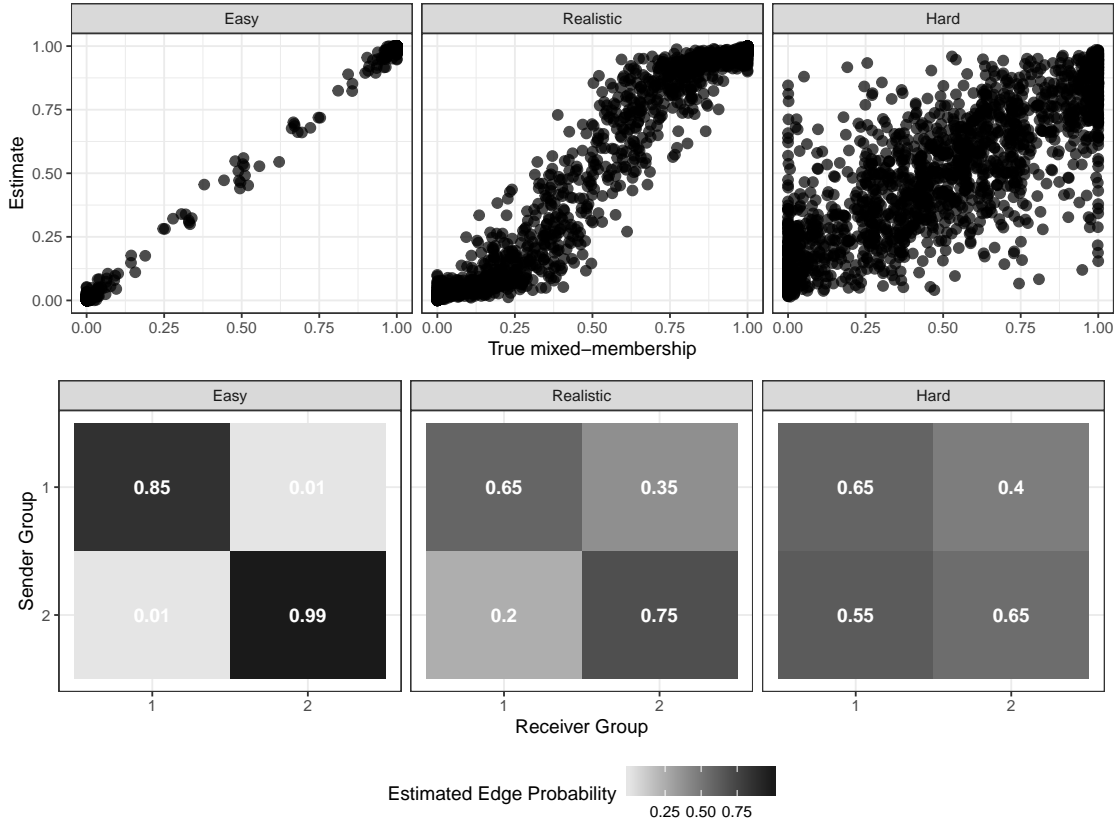 Easy Realistic Hard
1.00
0.75
0.50
0.25
0.00
Estimate
0.00 0.25 0.50 0.75 1.00 0.00 0.25 0.50 0.75 1.00 0.00 0.25 0.50 0.75 1.00
True mixed−membership
Easy Realistic Hard
1 0.85 0.01 0.65 0.35 0.65 0.4
Sender Group
2 0.01 0.99 0.2 0.75 0.55 0.65
1 2 1 2 1 2
Receiver Group
Estimated Edge Probability
0.25 0.50 0.75